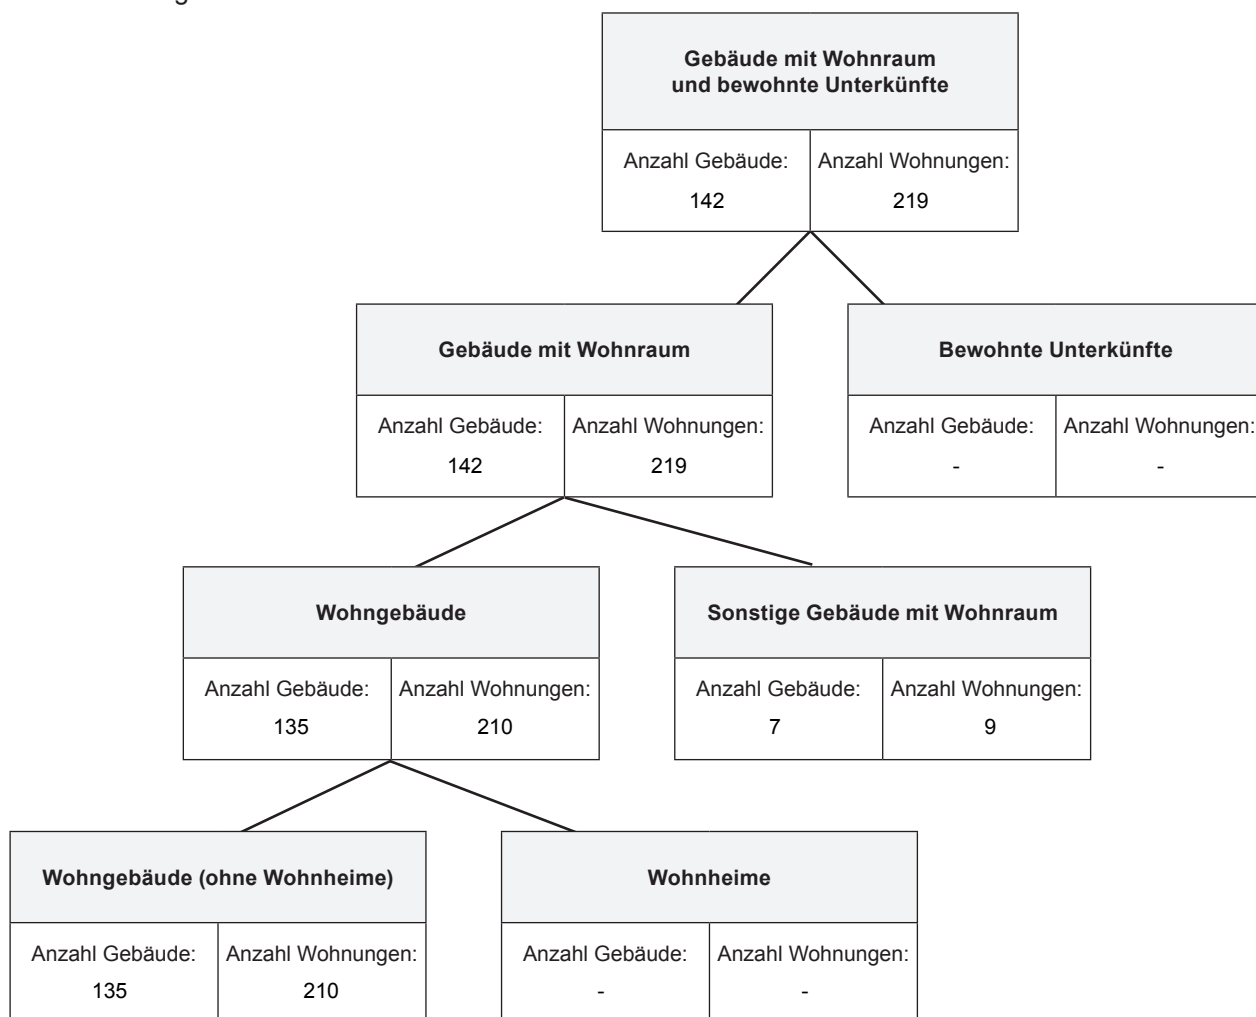 Gebäude mit Wohnraum
und bewohnte Unterkünfte
Anzahl Gebäude: Anzahl Wohnungen:
142 219
Gebäude mit Wohnraum Bewohnte Unterkünfte
Anzahl Gebäude: Anzahl Wohnungen: Anzahl Gebäude: Anzahl Wohnungen:
142 219 - -
Wohngebäude Sonstige Gebäude mit Wohnraum
Anzahl Gebäude: Anzahl Wohnungen: Anzahl Gebäude: Anzahl Wohnungen:
135 210 7 9
Wohngebäude (ohne Wohnheime) Wohnheime
Anzahl Gebäude: Anzahl Wohnungen: Anzahl Gebäude: Anzahl Wohnungen:
135 210 - -